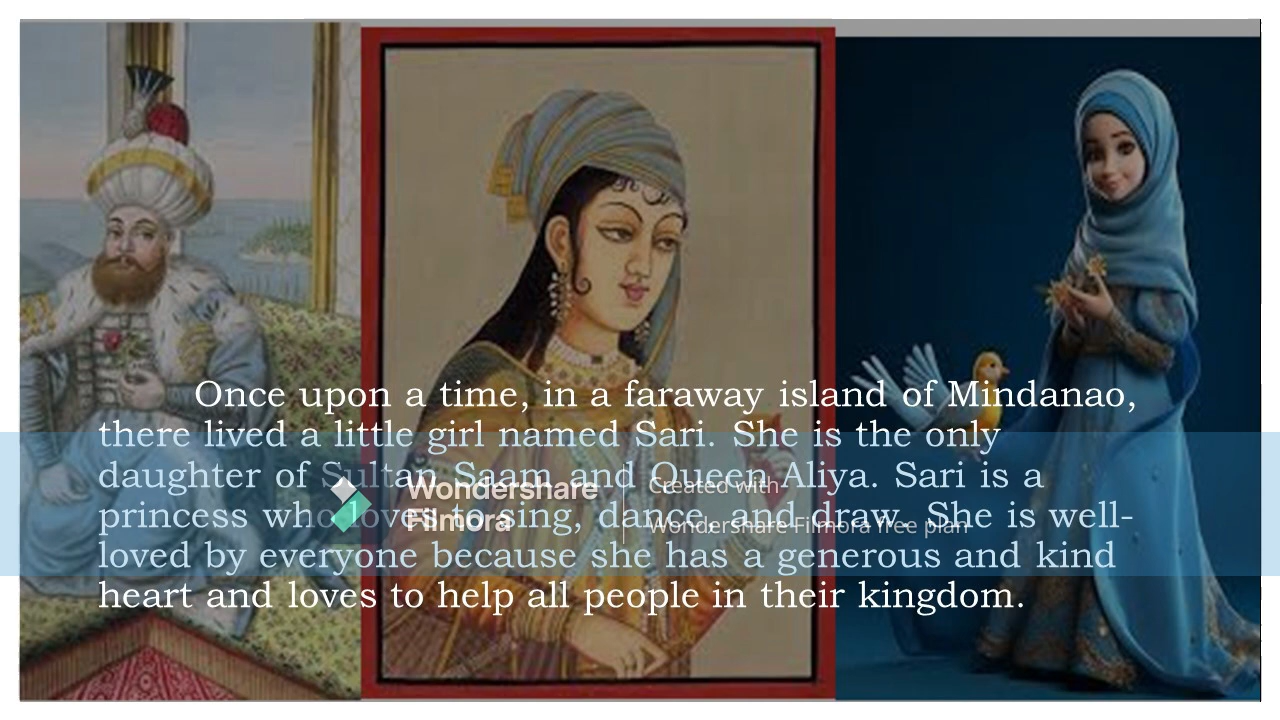 Once upon a time, in a faraway island of Mindanao,
there lived a little girl named Sari. She is the only
daughter of Sultan Saam and Queen Aliya. Sari is a
princess who loves to sing, dance, and draw. She is well-
loved by everyone because she has a generous and kind
heart and loves to help all people in their kingdom.
Wondershare
Filmora
Created with
Wondershare Filmora free plan